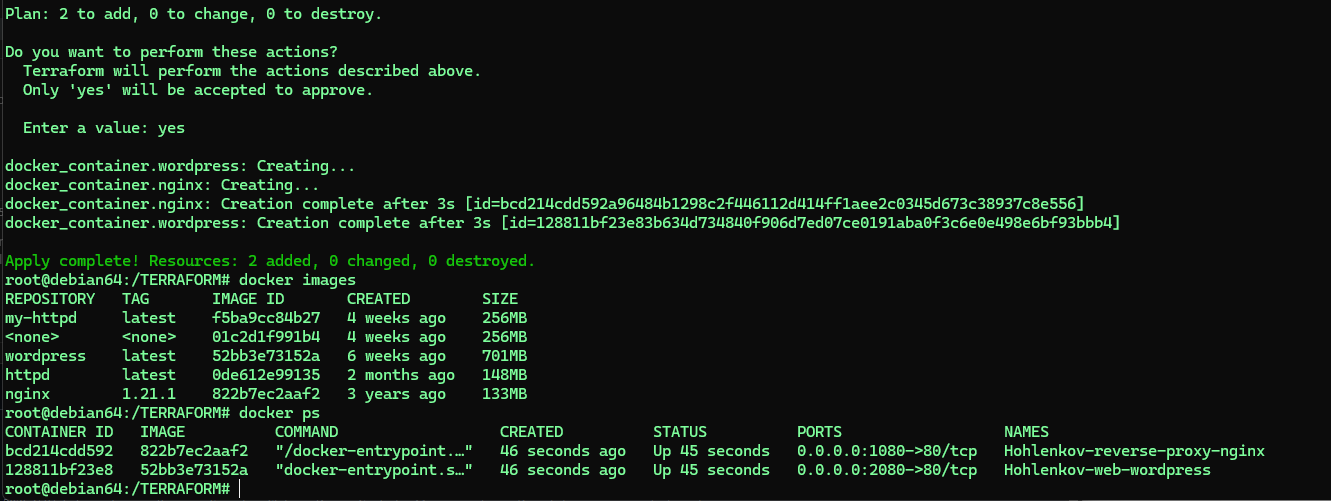 Plan: 2 to add, 0 to change, 0 to destroy.
Do you want to perform these actions?
  Terraform will perform the actions described above.
  Only 'yes' will be accepted to approve.
  Enter a value: yes
docker_container.wordpress: Creating...
docker_container.nginx: Creating...
docker_container.nginx: Creation complete after 3s [id=bcd214cdd592a96484b1298c2f446112d414ff1aee2c0345d673c38937c8e556]
docker_container.wordpress: Creation complete after 3s [id=128811bf23e83b634d734840f906d7ed07ce0191aba0f3c6e0e498e6bf93bbb4]
Apply complete! Resources: 2 added, 0 changed, 0 destroyed.
root@debian64:/TERRAFORM# docker images
REPOSITORY   TAG       IMAGE ID       CREATED        SIZE
my-httpd     latest    f5ba9cc84b27   4 weeks ago    256MB
<none>       <none>    01c2d1f991b4   4 weeks ago    256MB
wordpress    latest    52bb3e73152a   6 weeks ago    701MB
httpd        latest    0de612e99135   2 months ago   148MB
nginx        1.21.1    822b7ec2aaf2   3 years ago    133MB
root@debian64:/TERRAFORM# docker ps
CONTAINER ID   IMAGE          COMMAND                  CREATED          STATUS          PORTS                  NAMES
bcd214cdd592   822b7ec2aaf2   "/docker-entrypoint.…"   46 seconds ago   Up 45 seconds   0.0.0.0:1080->80/tcp   Hohlenkov-reverse-proxy-nginx
128811bf23e8   52bb3e73152a   "docker-entrypoint.s…"   46 seconds ago   Up 45 seconds   0.0.0.0:2080->80/tcp   Hohlenkov-web-wordpress
root@debian64:/TERRAFORM#